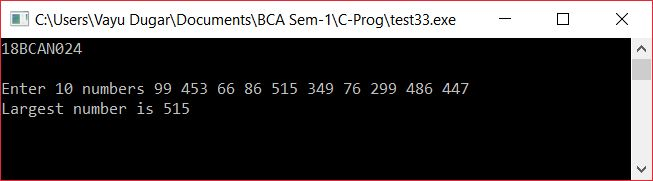 C:\Users\Vayu Dugar\Documents\BCA Sem-1\C-Prog\test33.exe
18BCAN024
Enter 10 numbers 99 453 66 86 515 349 76 299 486 447
Largest number is 515